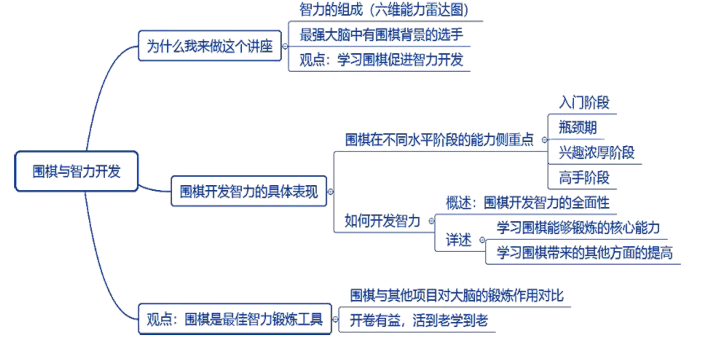 围棋与智力开发
为什么我来做这个讲座
智力的组成（六维能力雷达图）
最强大脑中有围棋背景的选手
观点：学习围棋促进智力开发
围棋开发智力的具体表现
围棋在不同水平阶段的能力侧重点
入门阶段
瓶颈期
兴趣浓厚阶段
高手阶段
如何开发智力
概述：围棋开发智力的全面性
详述
学习围棋能够锻炼的核心能力
学习围棋带来的其他方面的提高
观点：围棋是最佳智力锻炼工具
围棋与其他项目对大脑的锻炼作用对比
开卷有益，活到老学到老